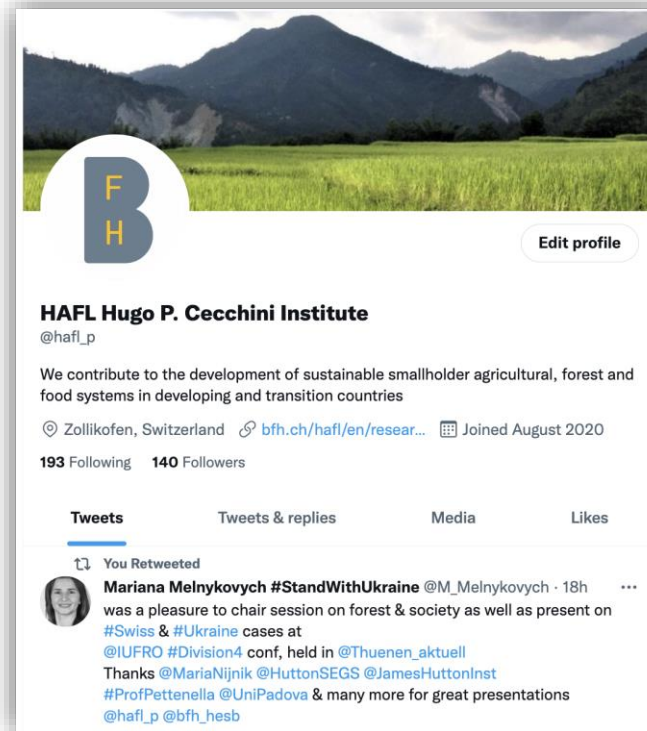 F
H
Edit profile
HAFL Hugo P. Cecchini Institute
@hafl_p
We contribute to the development of sustainable smallholder agricultural, forest and
food systems in developing and transition countries
Zollikofen, Switzerland bfh.ch/hafl/en/resear... Joined August 2020
193 Following 140 Followers
Tweets Tweets & replies Media Likes
You Retweeted
Mariana Melnykovych #StandWithUkraine @M_Melnykovych · 18h ...
was a pleasure to chair session on forest & society as well as present on
#Swiss & #Ukraine cases at
@IUFRO #Division4 conf, held in @Thuenen_aktuell
Thanks @MariaNijnik @HuttonSEGS @JamesHuttonInst
#ProfPettenella @UniPadova & many more for great presentations
@hafl_p @bfh_hesb